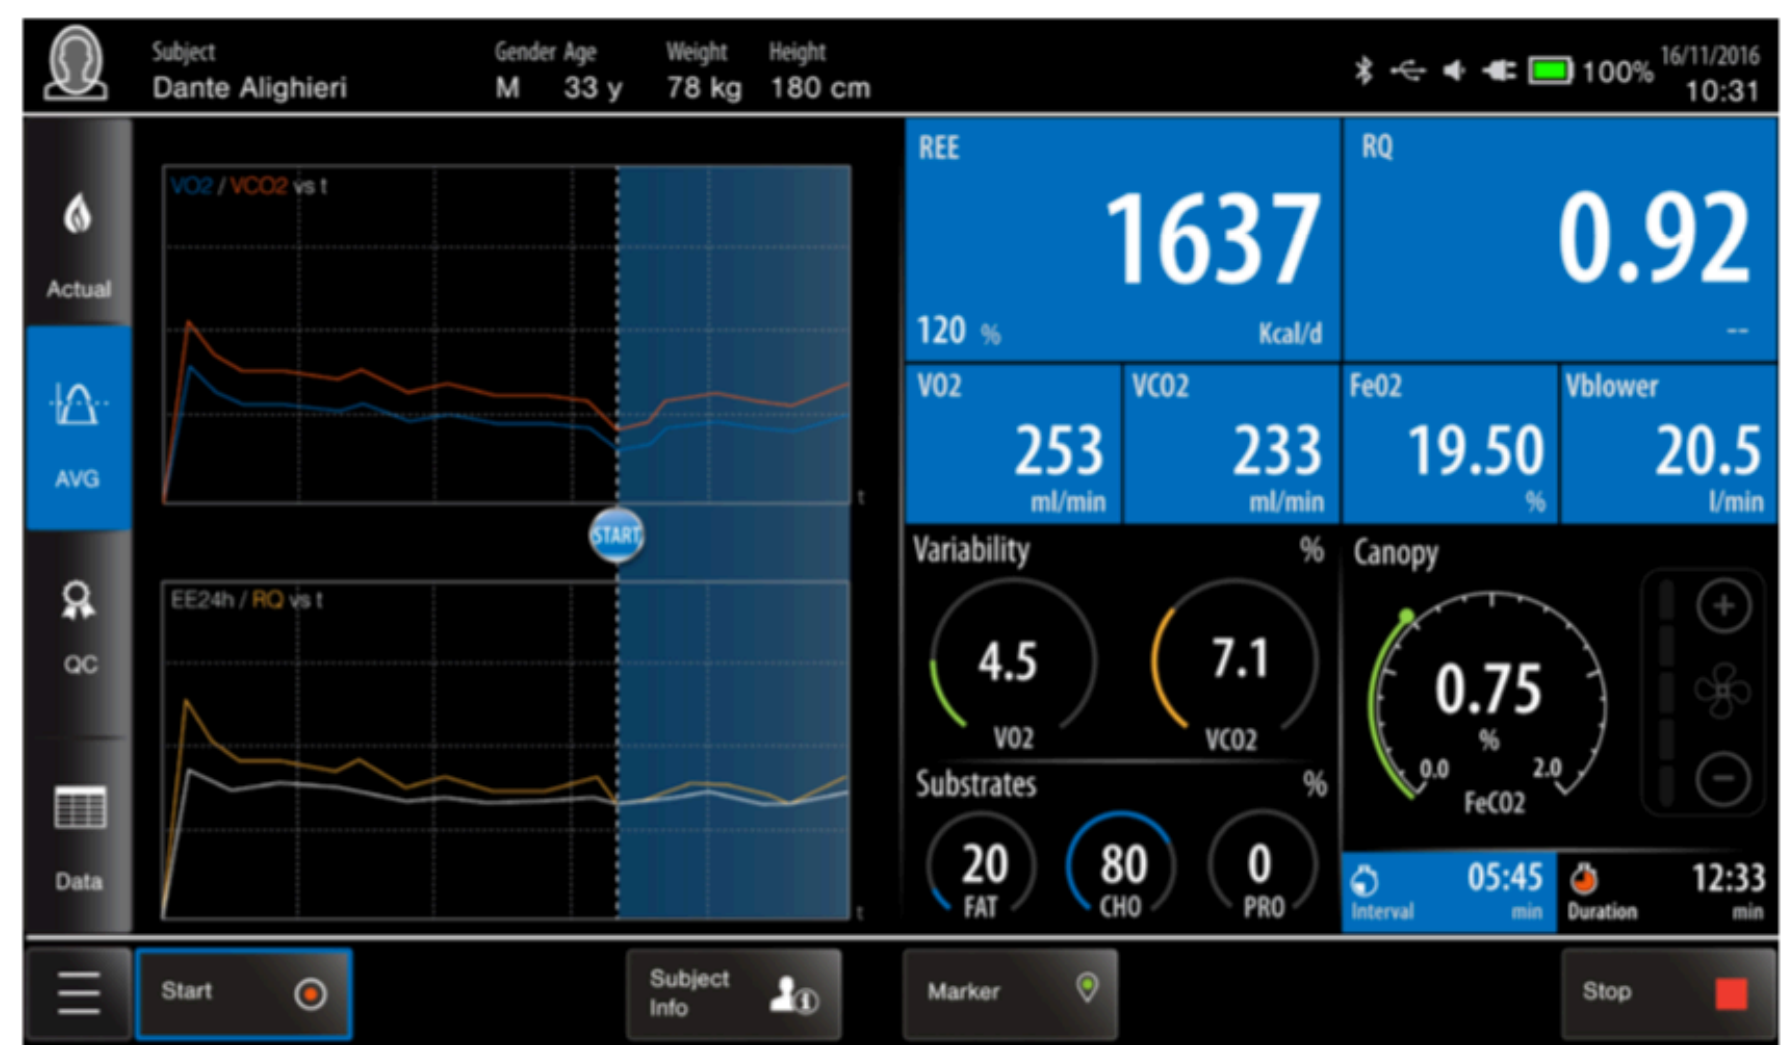 Subject Gender Age Weight Height
Dante Alighieri M 33 y 78 kg 180 cm
100% 16/11/2016
10:31
Actual
AVG
QC
Data
VO2 / VCO2 vs t
t
START
EE24h / RQ vs t
t
REE
1637
120 % Kcal/d
RQ
0.92
--
VO2
253
ml/min
VCO2
233
ml/min
FeO2
19.50
%
Vblower
20.5
l/min
Variability %
4.5
VO2
7.1
VCO2
Substrates %
20
FAT
80
CHO
0
PRO
Canopy
0.75
%
0.0 2.0
FeCO2
+
−
Interval 05:45
min
Duration 12:33
min
Start
Subject
Info
Marker
Stop